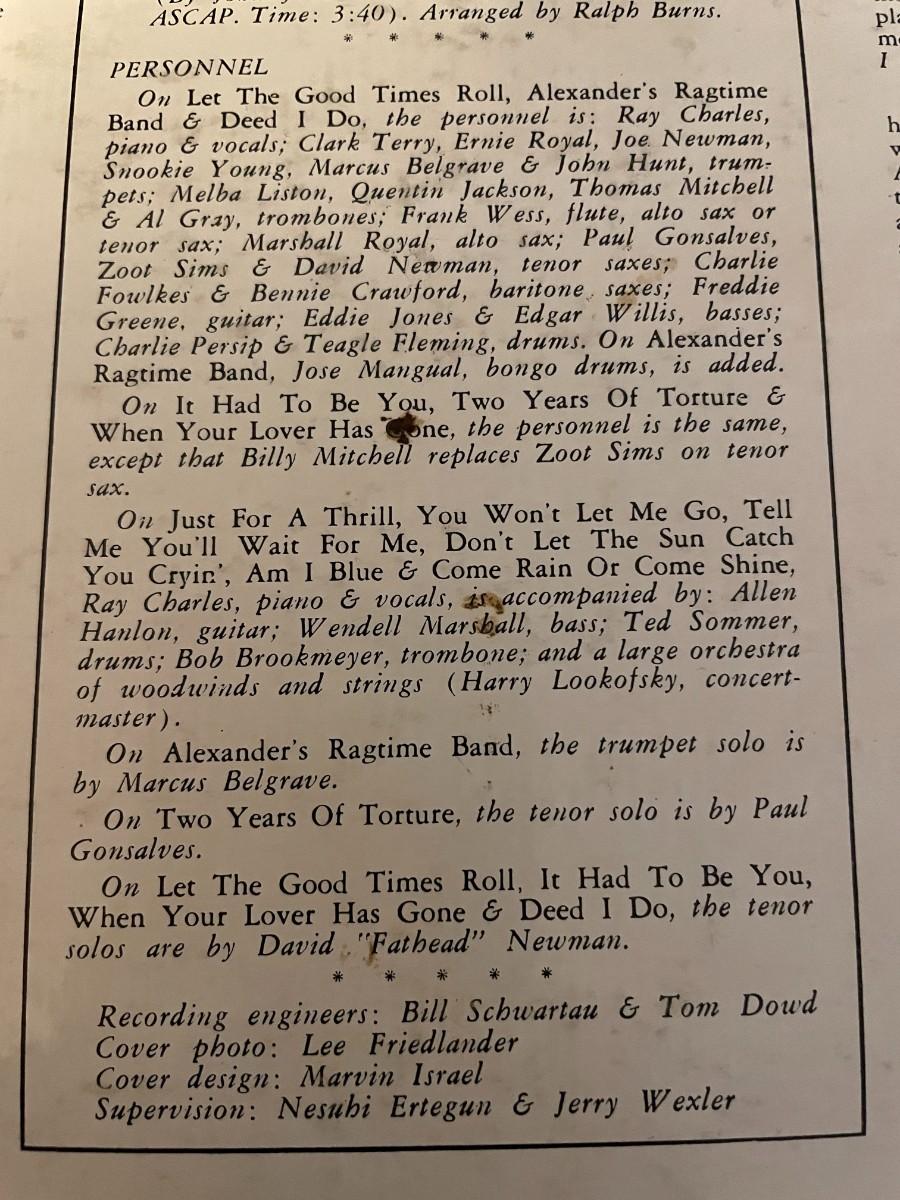 ASCAP. Time: 3:40). Arranged by Ralph Burns.
* * * * *
PERSONNEL
On Let The Good Times Roll, Alexander's Ragtime
Band & Deed I Do, the personnel is: Ray Charles,
piano & vocals; Clark Terry, Ernie Royal, Joe Newman,
Snookie Young, Marcus Belgrave & John Hunt, trum-
pets; Melba Liston, Quentin Jackson, Thomas Mitchell
& Al Gray, trombones; Frank Wess, flute, alto sax or
tenor sax; Marshall Royal, alto sax; Paul Gonsalves,
Zoot Sims & David Newman, tenor saxes; Charlie
Fowlkes & Bennie Crawford, baritone saxes; Freddie
Greene, guitar; Eddie Jones & Edgar Willis, basses;
Charlie Persip & Teagle Fleming, drums. On Alexander's
Ragtime Band, Jose Mangual, bongo drums, is added.
On It Had To Be You, Two Years Of Torture &
When Your Lover Has Gone, the personnel is the same,
except that Billy Mitchell replaces Zoot Sims on tenor
sax.
On Just For A Thrill, You Won't Let Me Go, Tell
Me You'll Wait For Me, Don't Let The Sun Catch
You Cryin', Am I Blue & Come Rain Or Come Shine,
Ray Charles, piano & vocals, is accompanied by: Allen
Hanlon, guitar; Wendell Marshall, bass; Ted Sommer,
drums; Bob Brookmeyer, trombone; and a large orchestra
of woodwinds and strings (Harry Lookofsky, concert-
master).
On Alexander's Ragtime Band, the trumpet solo is
by Marcus Belgrave.
On Two Years Of Torture, the tenor solo is by Paul
Gonsalves.
On Let The Good Times Roll, It Had To Be You,
When Your Lover Has Gone & Deed I Do, the tenor
solos are by David "Fathead" Newman.
* * * * *
Recording engineers: Bill Schwartau & Tom Dowd
Cover photo: Lee Friedlander
Cover design: Marvin Israel
Supervision: Nesuhi Ertegun & Jerry Wexler